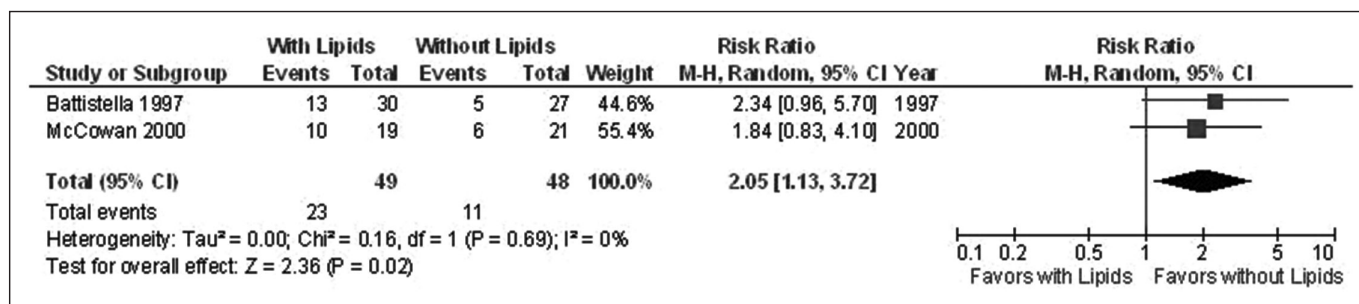 With Lipids Without Lipids Risk Ratio Risk Ratio
Study or Subgroup Events Total Events Total Weight M-H, Random, 95% CI Year M-H, Random, 95% CI
Battistella 1997 13 30 5 27 44.6% 2.34 [0.96, 5.70] 1997
McCowan 2000 10 19 6 21 55.4% 1.84 [0.83, 4.10] 2000
Total (95% CI) 49 48 100.0% 2.05 [1.13, 3.72]
Total events 23 11
Heterogeneity: Tau² = 0.00; Chi² = 0.16, df = 1 (P = 0.69); I² = 0%
Test for overall effect: Z = 2.36 (P = 0.02)
0.1 0.2 0.5 1 2 5 10
Favors with Lipids Favors without Lipids